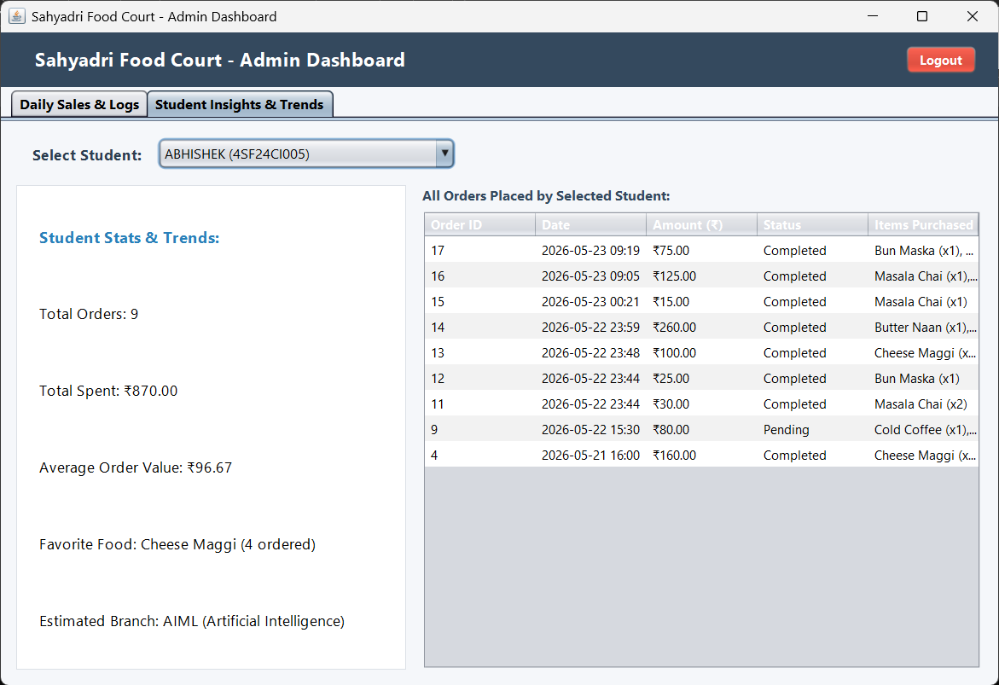 Sahyadri Food Court - Admin Dashboard
Sahyadri Food Court - Admin Dashboard
Logout
Daily Sales & Logs Student Insights & Trends
Select Student: ABHISHEK (4SF24CI005)
Student Stats & Trends:
Total Orders: 9
Total Spent: ₹870.00
Average Order Value: ₹96.67
Favorite Food: Cheese Maggi (4 ordered)
Estimated Branch: AIML (Artificial Intelligence)
All Orders Placed by Selected Student:
Order ID Date Amount (₹) Status Items Purchased
17 2026-05-23 09:19 ₹75.00 Completed Bun Maska (x1), ...
16 2026-05-23 09:05 ₹125.00 Completed Masala Chai (x1),...
15 2026-05-23 00:21 ₹15.00 Completed Masala Chai (x1)
14 2026-05-22 23:59 ₹260.00 Completed Butter Naan (x1),...
13 2026-05-22 23:48 ₹100.00 Completed Cheese Maggi (x...
12 2026-05-22 23:44 ₹25.00 Completed Bun Maska (x1)
11 2026-05-22 23:44 ₹30.00 Completed Masala Chai (x2)
9 2026-05-22 15:30 ₹80.00 Pending Cold Coffee (x1),...
4 2026-05-21 16:00 ₹160.00 Completed Cheese Maggi (x...